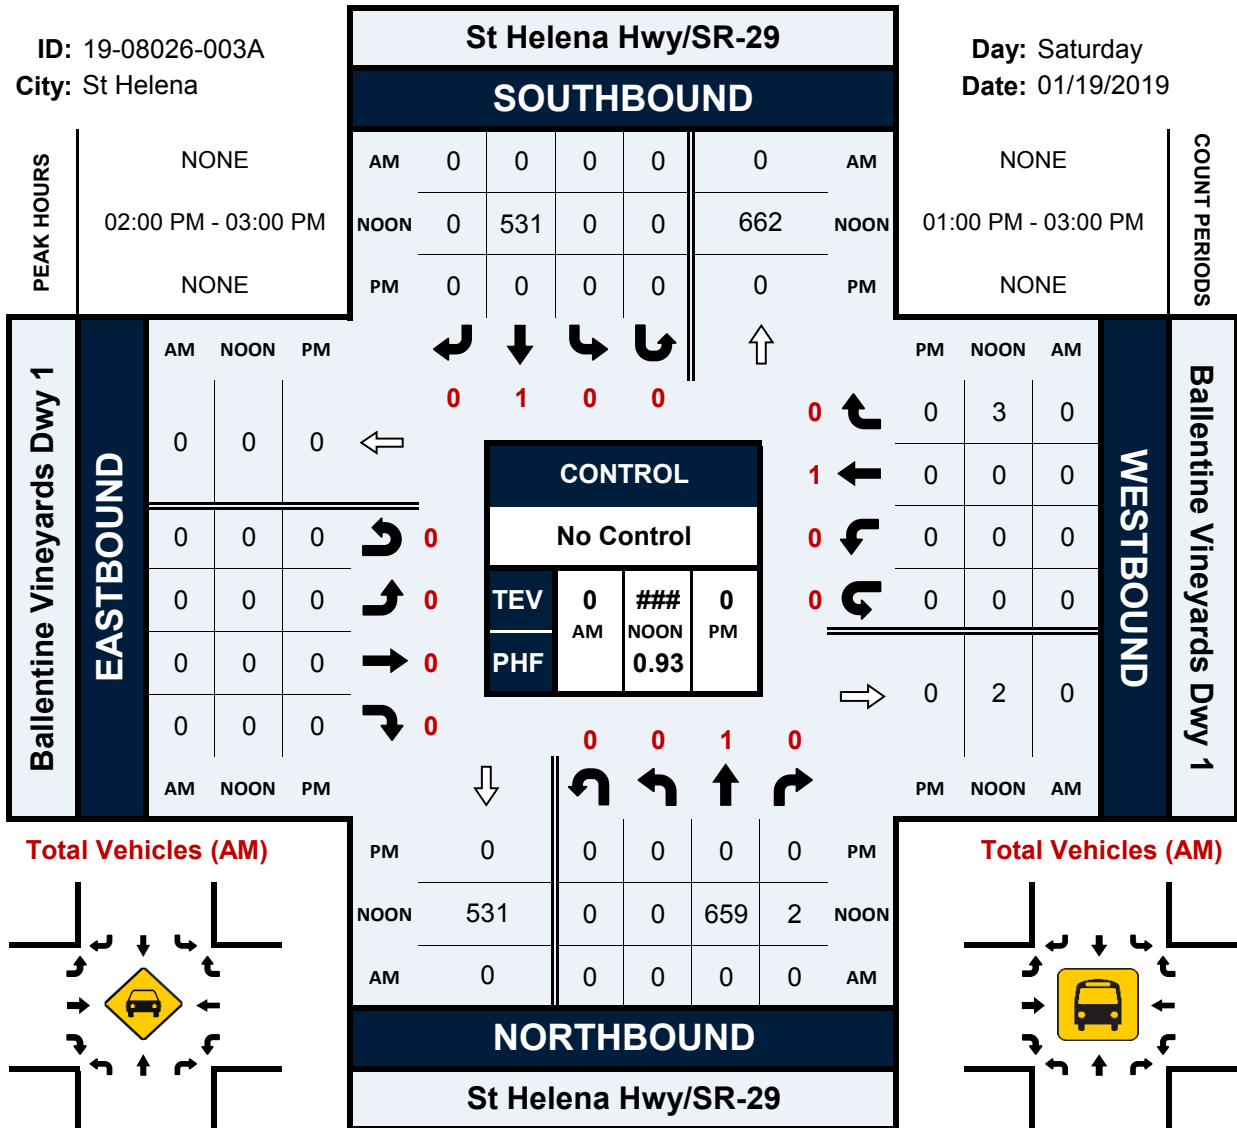 St Helena Hwy/SR-29
ID: 19-08026-003A
Day: Saturday
City: St Helena
Date: 01/19/2019
SOUTHBOUND
PEAK HOURS
NONE
02:00 PM - 03:00 PM
NONE
AM 0 0 0 0 0 AM
NOON 0 531 0 0 662 NOON
PM 0 0 0 0 0 PM
NONE
01:00 PM - 03:00 PM
NONE
COUNT PERIODS
0 1 0 0
Ballentine Vineyards Dwy 1
EASTBOUND
AM NOON PM
0 0 0
0 0 0 0
0 0 0 0
0 0 0 0
0 0 0 0
AM NOON PM
CONTROL
No Control
TEV 0 ### 0
AM NOON PM
PHF 0.93
PM NOON AM
0 0 3 0
1 0 0 0
0 0 0 0
0 0 0 0
0 2 0
PM NOON AM
WESTBOUND
Ballentine Vineyards Dwy 1
0 0 1 0
PM 0 0 0 0 0 PM
NOON 531 0 0 659 2 NOON
AM 0 0 0 0 0 AM
NORTHBOUND
St Helena Hwy/SR-29
Total Vehicles (AM)
Total Vehicles (AM)